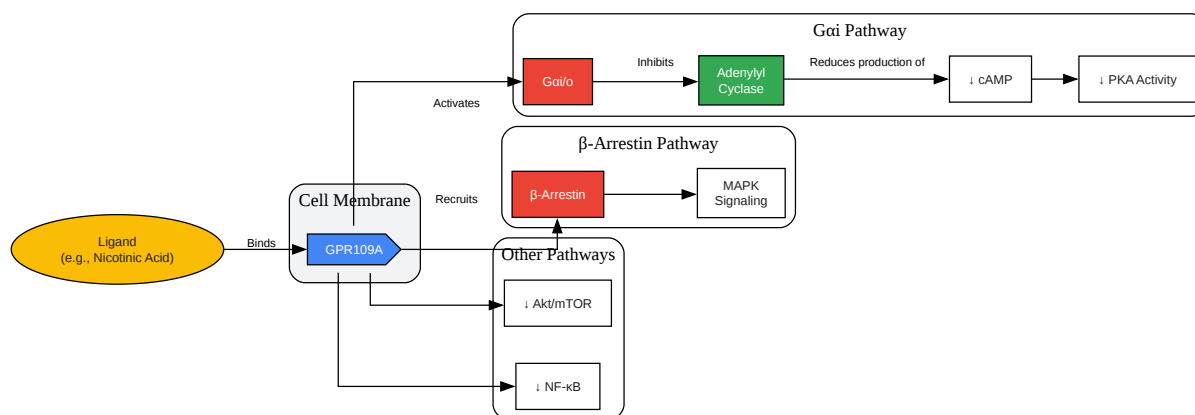 Gαi Pathway
Gαi/o
Inhibits
Adenylyl
Cyclase
Reduces production of
↓ cAMP
↓ PKA Activity
Activates
β-Arrestin Pathway
β-Arrestin
MAPK
Signaling
Recruits
Cell Membrane
GPR109A
Ligand
(e.g., Nicotinic Acid)
Binds
Other Pathways
↓ Akt/mTOR
↓ NF-κB